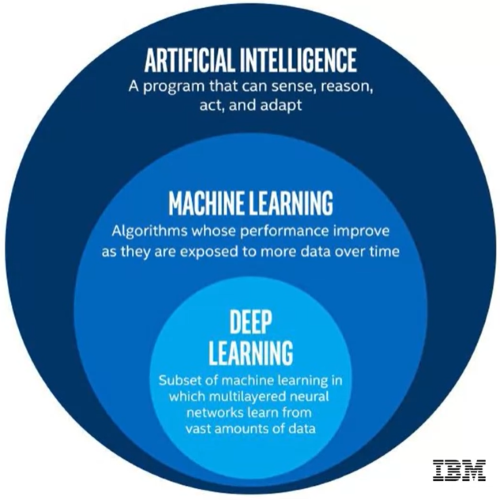 ARTIFICIAL INTELLIGENCE
A program that can sense, reason,
act, and adapt
MACHINE LEARNING
Algorithms whose performance improve
as they are exposed to more data over time
DEEP
LEARNING
Subset of machine learning in
which multilayered neural
networks learn from
vast amounts of data
IBM